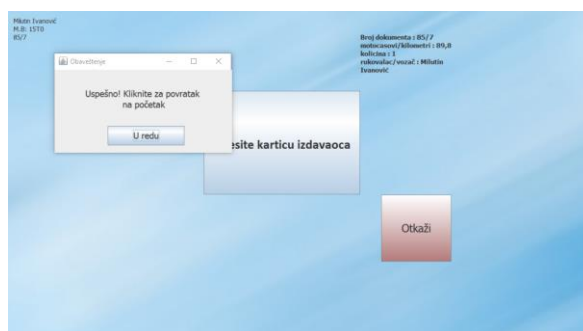 Milutin Ivanović
M.B: 15T0
85/7
Broj dokumenta : 85/7
motocasovi/kilometri : 89,8
kolicina : 1
rukovalac/vozač : Milutin
Ivanović
Obaveštenje
Uspešno! Kliknite za povratak
na početak
U redu
esite karticu izdavaoca
Otkaži